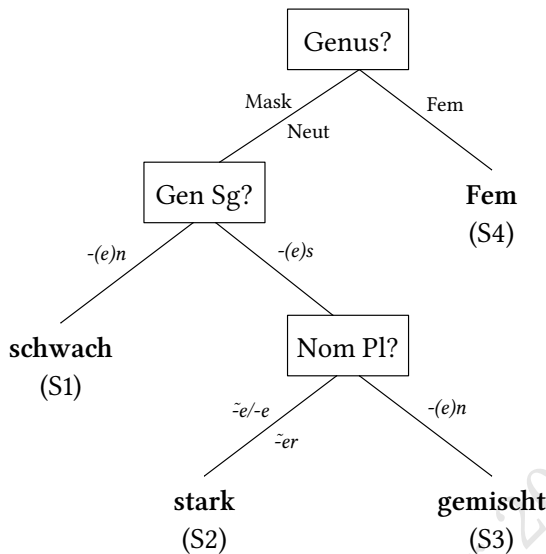 Genus?
Mask
Neut
Fem
Gen Sg?
Fem
(S4)
-(e)n
-(e)s
schwach
(S1)
Nom Pl?
-̈e/-e
-̈er
-(e)n
stark
(S2)
gemischt
(S3)